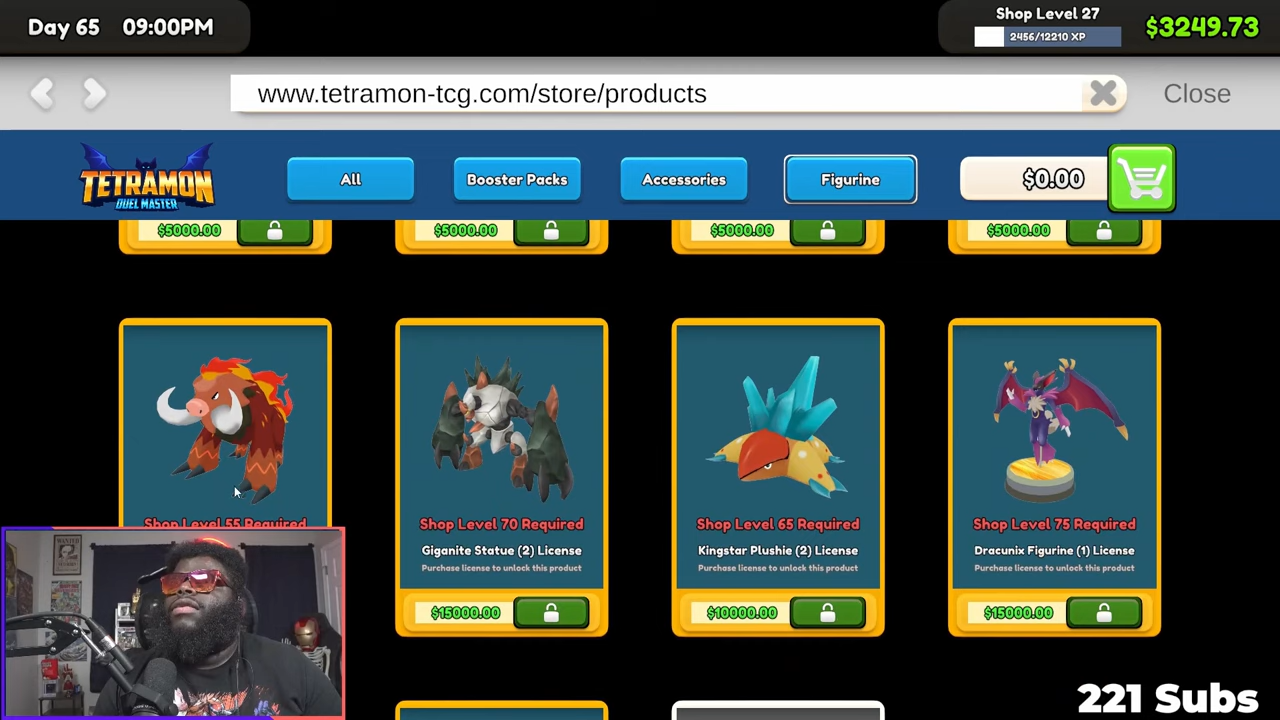 Day 65 09:00PM
Shop Level 27
2456/12210 XP
$3249.73
www.tetramon-tcg.com/store/products
Close
TETRAMON
DUEL MASTER
All
Booster Packs
Accessories
Figurine
$0.00
$5000.00
$5000.00
$5000.00
$5000.00
Shop Level 55 Required
Shop Level 70 Required
Shop Level 65 Required
Shop Level 75 Required
Giganite Statue (2) License
Kingstar Plushie (2) License
Dracunix Figurine (1) License
Purchase license to unlock this product
Purchase license to unlock this product
Purchase license to unlock this product
$15000.00
$10000.00
$15000.00
221 Subs